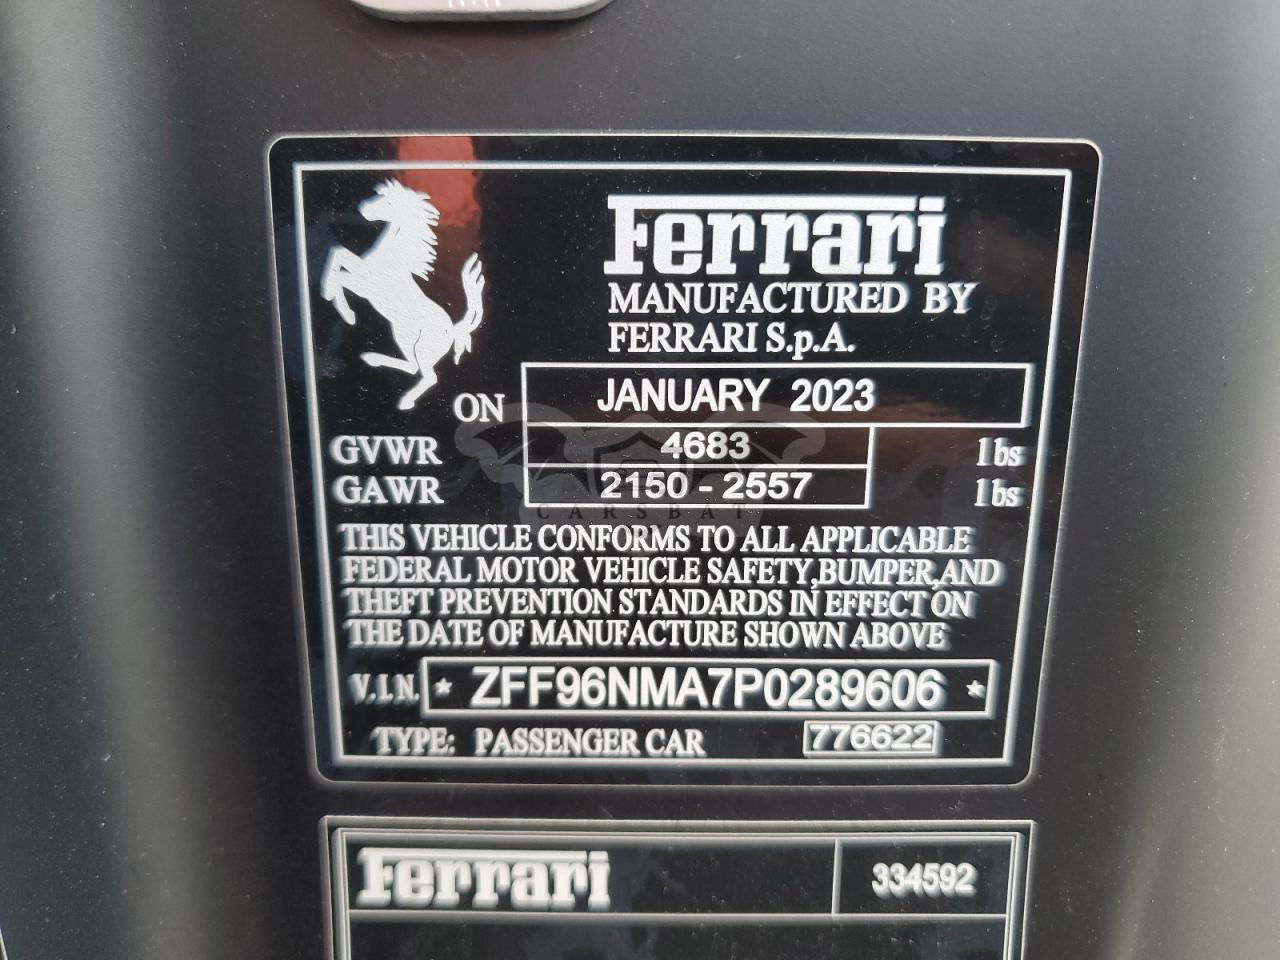 Ferrari
MANUFACTURED BY
FERRARI S.p.A.
ON JANUARY 2023
GVWR 4683 lbs
GAWR 2150 - 2557 lbs
CARSBAT
THIS VEHICLE CONFORMS TO ALL APPLICABLE
FEDERAL MOTOR VEHICLE SAFETY, BUMPER, AND
THEFT PREVENTION STANDARDS IN EFFECT ON
THE DATE OF MANUFACTURE SHOWN ABOVE
V.I.N. * ZFF96NMA7P0289606 *
TYPE: PASSENGER CAR 776622
Ferrari 334592